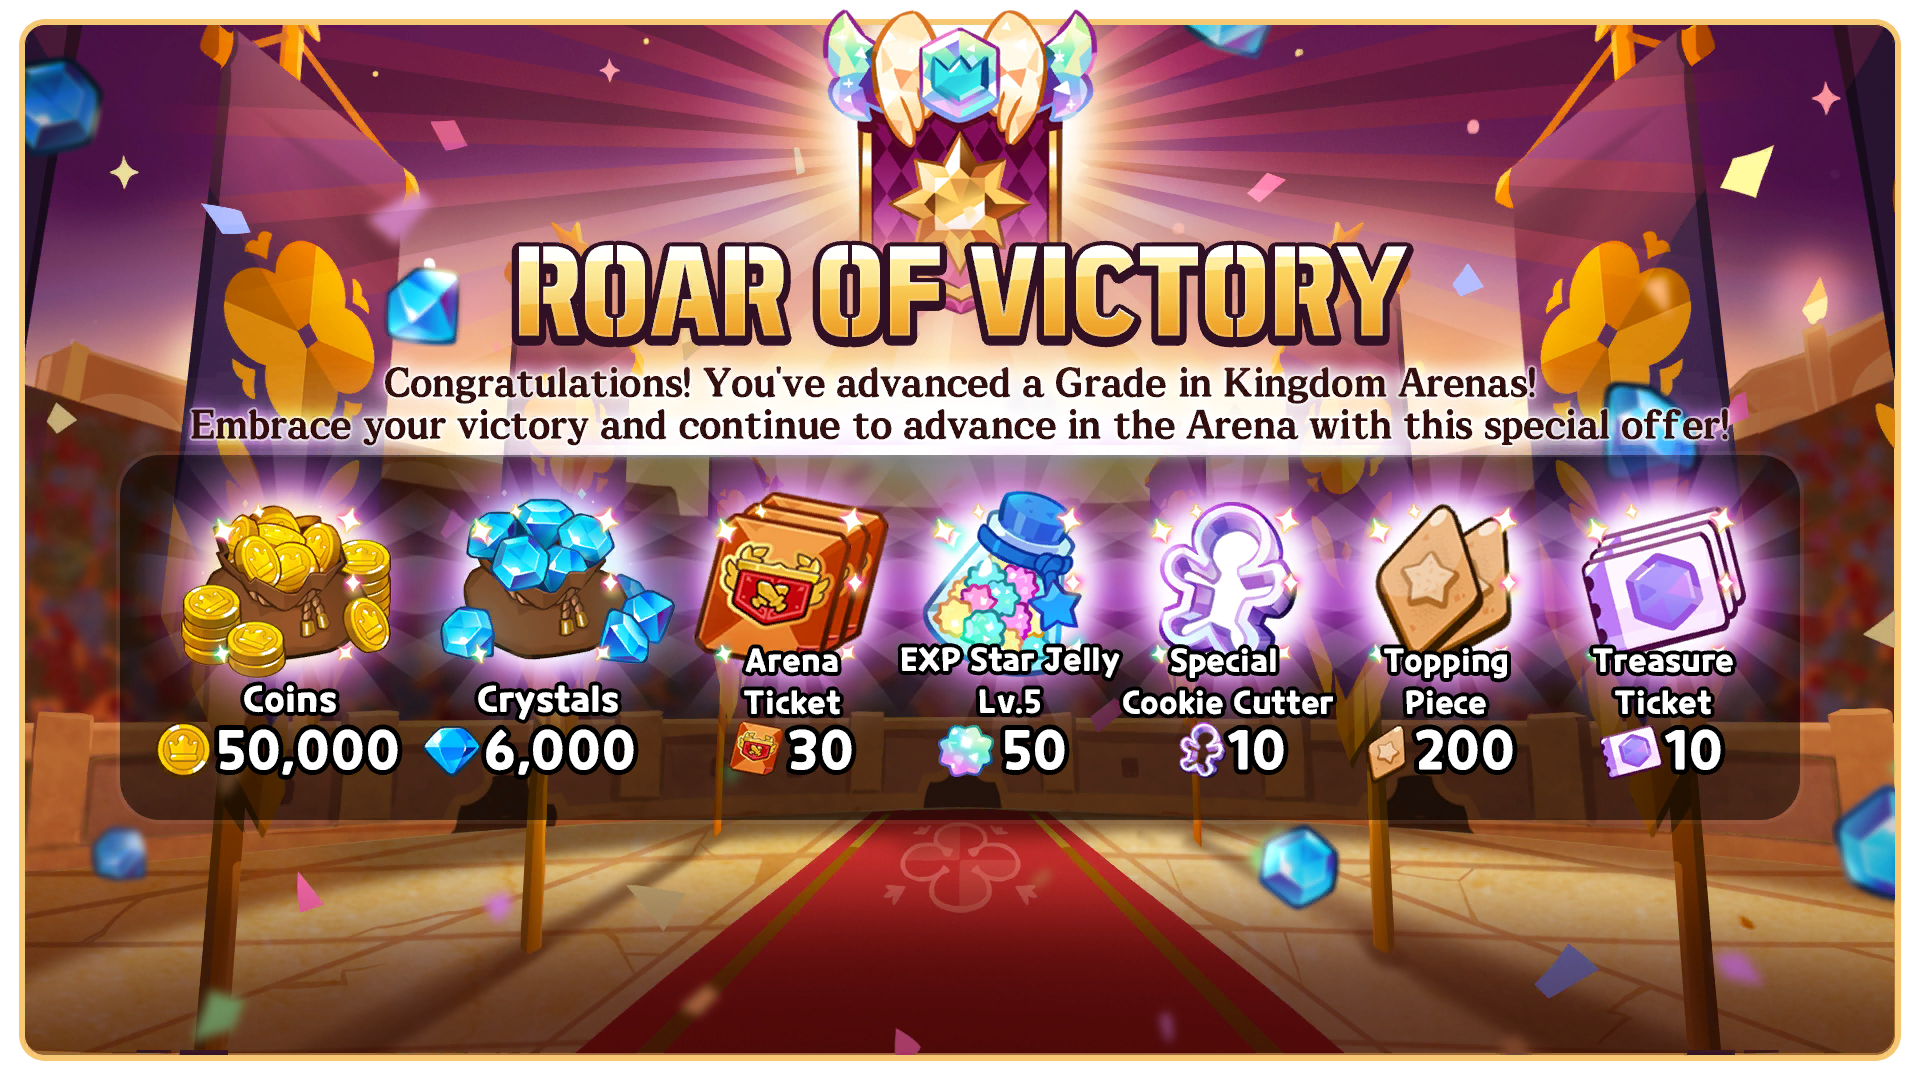 ROAR OF VICTORY
Congratulations! You've advanced a Grade in Kingdom Arenas!
Embrace your victory and continue to advance in the Arena with this special offer!
Coins
50,000
Crystals
6,000
Arena
Ticket
30
EXP Star Jelly
Lv.5
50
Special
Cookie Cutter
10
Topping
Piece
200
Treasure
Ticket
10